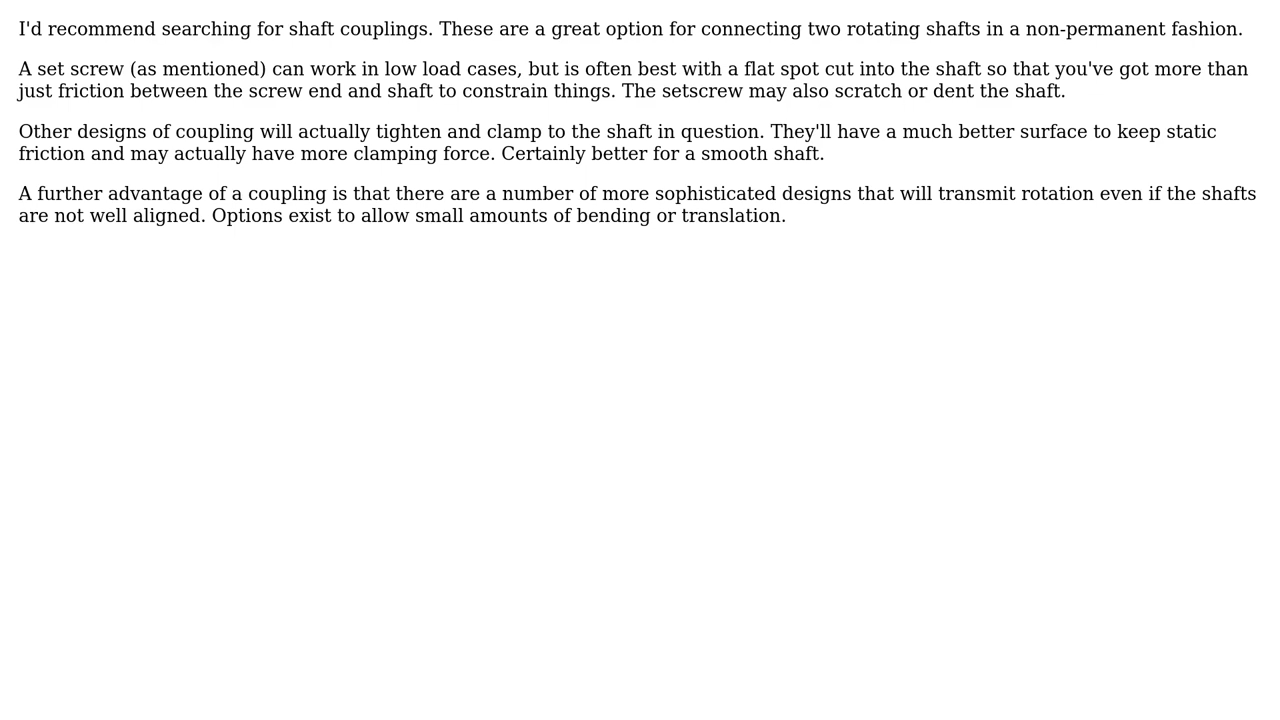 I'd recommend searching for shaft couplings. These are a great option for connecting two rotating shafts in a non-permanent fashion.
A set screw (as mentioned) can work in low load cases, but is often best with a flat spot cut into the shaft so that you've got more than
just friction between the screw end and shaft to constrain things. The setscrew may also scratch or dent the shaft.
Other designs of coupling will actually tighten and clamp to the shaft in question. They'll have a much better surface to keep static
friction and may actually have more clamping force. Certainly better for a smooth shaft.
A further advantage of a coupling is that there are a number of more sophisticated designs that will transmit rotation even if the shafts
are not well aligned. Options exist to allow small amounts of bending or translation.